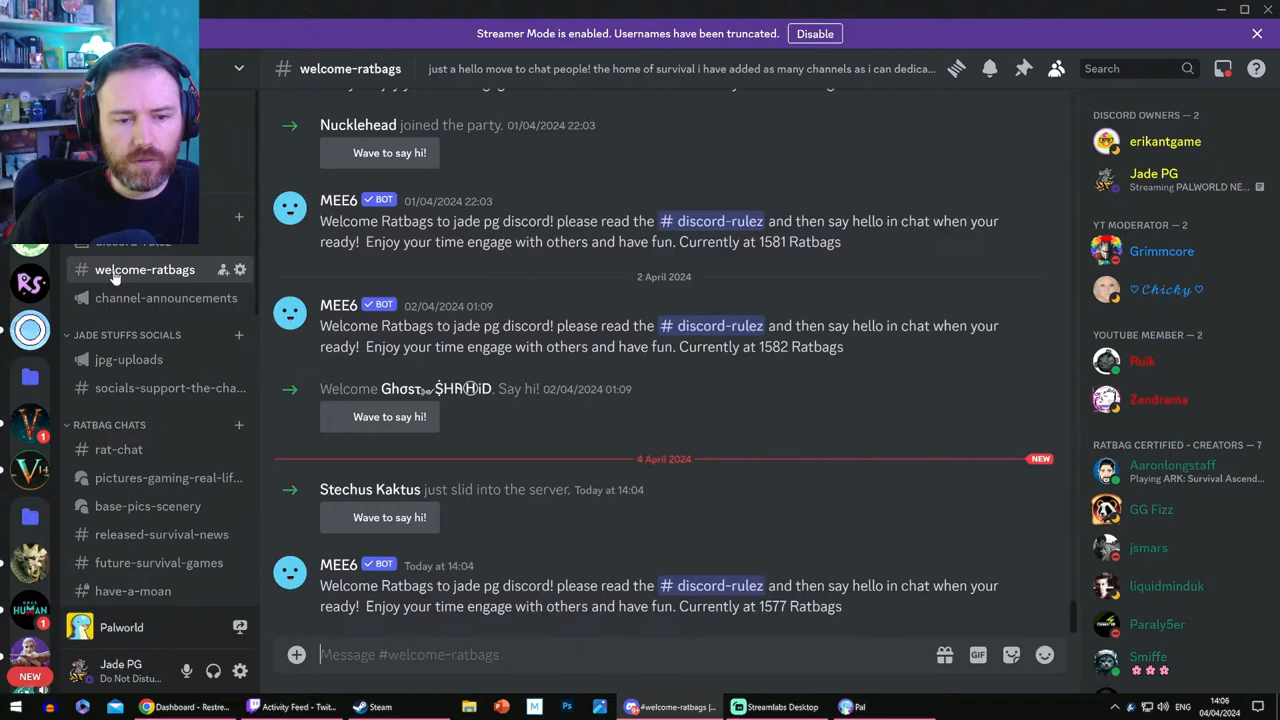 Streamer Mode is enabled. Usernames have been truncated.
Disable
# welcome-ratbags
just a hello move to chat people! the home of survival i have added as many channels as i can dedica...
Search
welcome-ratbags
channel-announcements
JADE STUFFS SOCIALS
jpg-uploads
socials-support-the-cha...
RATBAG CHATS
rat-chat
pictures-gaming-real-lif...
base-pics-scenery
released-survival-news
future-survival-games
have-a-moan
Palworld
Jade PG
Do Not Distu...
NEW
Nucklehead joined the party. 01/04/2024 22:03
Wave to say hi!
MEE6 ✓ BOT 01/04/2024 22:03
Welcome Ratbags to jade pg discord! please read the # discord-rulez and then say hello in chat when your
ready! Enjoy your time engage with others and have fun. Currently at 1581 Ratbags
2 April 2024
MEE6 ✓ BOT 02/04/2024 01:09
Welcome Ratbags to jade pg discord! please read the # discord-rulez and then say hello in chat when your
ready! Enjoy your time engage with others and have fun. Currently at 1582 Ratbags
Welcome . Say hi! 02/04/2024 01:09
Wave to say hi!
4 April 2024 NEW
Stechus Kaktus just slid into the server. Today at 14:04
Wave to say hi!
MEE6 ✓ BOT Today at 14:04
Welcome Ratbags to jade pg discord! please read the # discord-rulez and then say hello in chat when your
ready! Enjoy your time engage with others and have fun. Currently at 1577 Ratbags
Message #welcome-ratbags
GIF
DISCORD OWNERS — 2
erikantgame
Jade PG
Streaming PALWORLD NE...
YT MODERATOR — 2
Grimmcore
♡ 𝓒𝓱𝓲𝓬𝓴𝔂 ♡
YOUTUBE MEMBER — 2
Ruik
Zendrama
RATBAG CERTIFIED - CREATORS — 7
Aaronlongstaff
Playing ARK: Survival Ascend...
GG Fizz
jsmars
liquidminduk
Paraly5er
Smiffe
Dashboard - Restre...
Activity Feed - Twit...
Steam
#welcome-ratbags |...
Streamlabs Desktop
Pal
ENG
14:06
04/04/2024